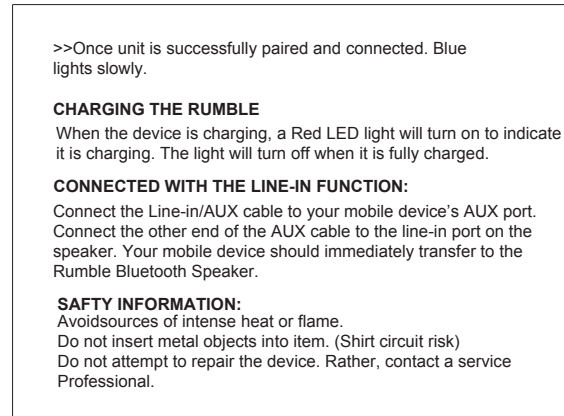 >>Once unit is successfully paired and connected. Blue
lights slowly.
CHARGING THE RUMBLE
When the device is charging, a Red LED light will turn on to indicate
it is charging. The light will turn off when it is fully charged.
CONNECTED WITH THE LINE-IN FUNCTION:
Connect the Line-in/AUX cable to your mobile device's AUX port.
Connect the other end of the AUX cable to the line-in port on the
speaker. Your mobile device should immediately transfer to the
Rumble Bluetooth Speaker.
SAFTY INFORMATION:
Avoidsources of intense heat or flame.
Do not insert metal objects into item. (Shirt circuit risk)
Do not attempt to repair the device. Rather, contact a service
Professional.